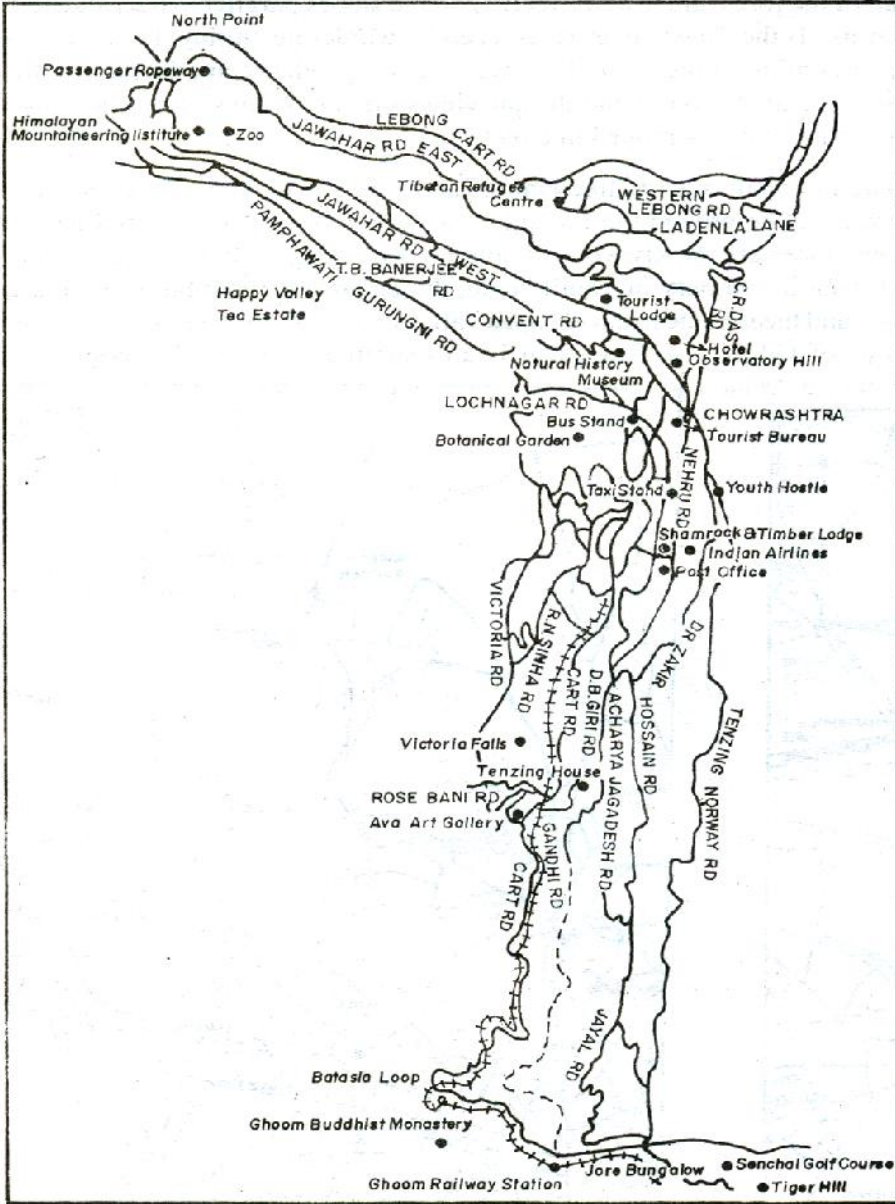 North Point
Passenger Ropeway
Himalayan
Mountaineering Iistitute
Zoo
LEBONG CART RD
JAWAHAR RD EAST
Tibetan Refugee
Centre
WESTERN
LEBONG RD
LADENLA LANE
JAWAHAR RD WEST
PAMPHAWATI GURUNGNI RD
T.B. BANERJEE
RD
Happy Volley
Tea Estate
CONVENT RD
C.R.DAS
RD
Tourist
Lodge
Hotel
Observatory Hill
Natural History
Museum
LOCHNAGAR RD
Bus Stand
CHOWRASHTRA
Tourist Bureau
Botanical Garden
NEHRU RD
Taxi Stand
Youth Hostle
Shamrock & Timber Lodge
Indian Airlines
Post Office
VICTORIA RD
R.N SINHA RD
CART RD
D.B.GIRI RD
ACHARYA JAGADESH RD
DR ZAKIR
HOSSAIN RD
TENZING NORWAY RD
Victoria Falls
Tenzing House
ROSE BANI RD
Ava Art Gallery
GANDHI RD
CART RD
JAYAL RD
Batasia Loop
Ghoom Buddhist Monastery
Ghoom Railway Station
Jore Bungalow
Senchal Golf Course
Tiger Hill